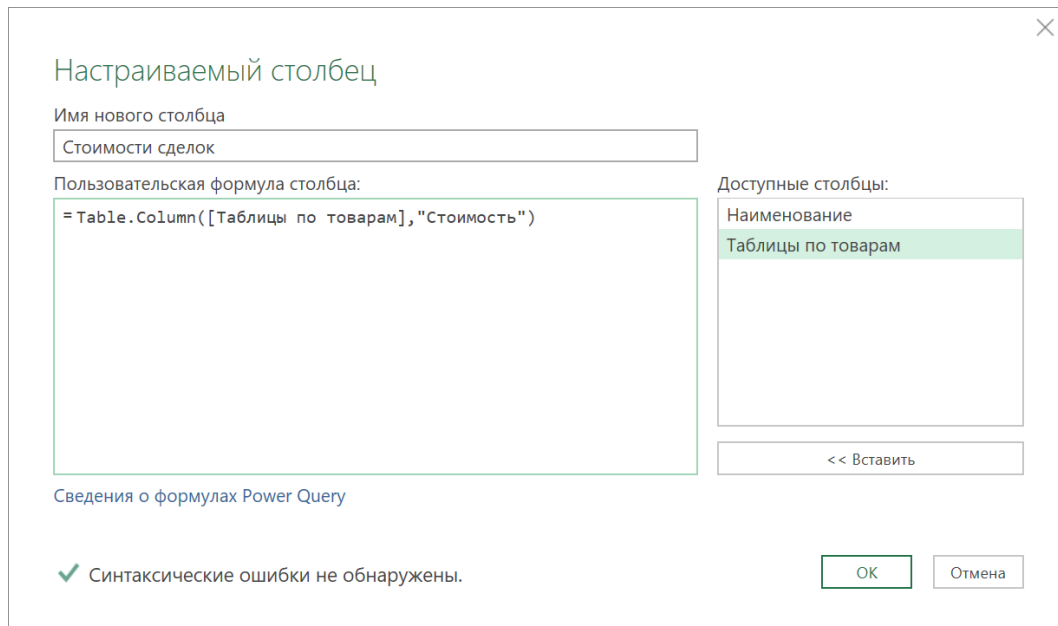 Настраиваемый столбец
Имя нового столбца
Стоимости сделок
Пользовательская формула столбца:
= Table.Column([Таблицы по товарам],"Стоимость")
Доступные столбцы:
Наименование
Таблицы по товарам
<< Вставить
Сведения о формулах Power Query
Синтаксические ошибки не обнаружены.
ОК
Отмена